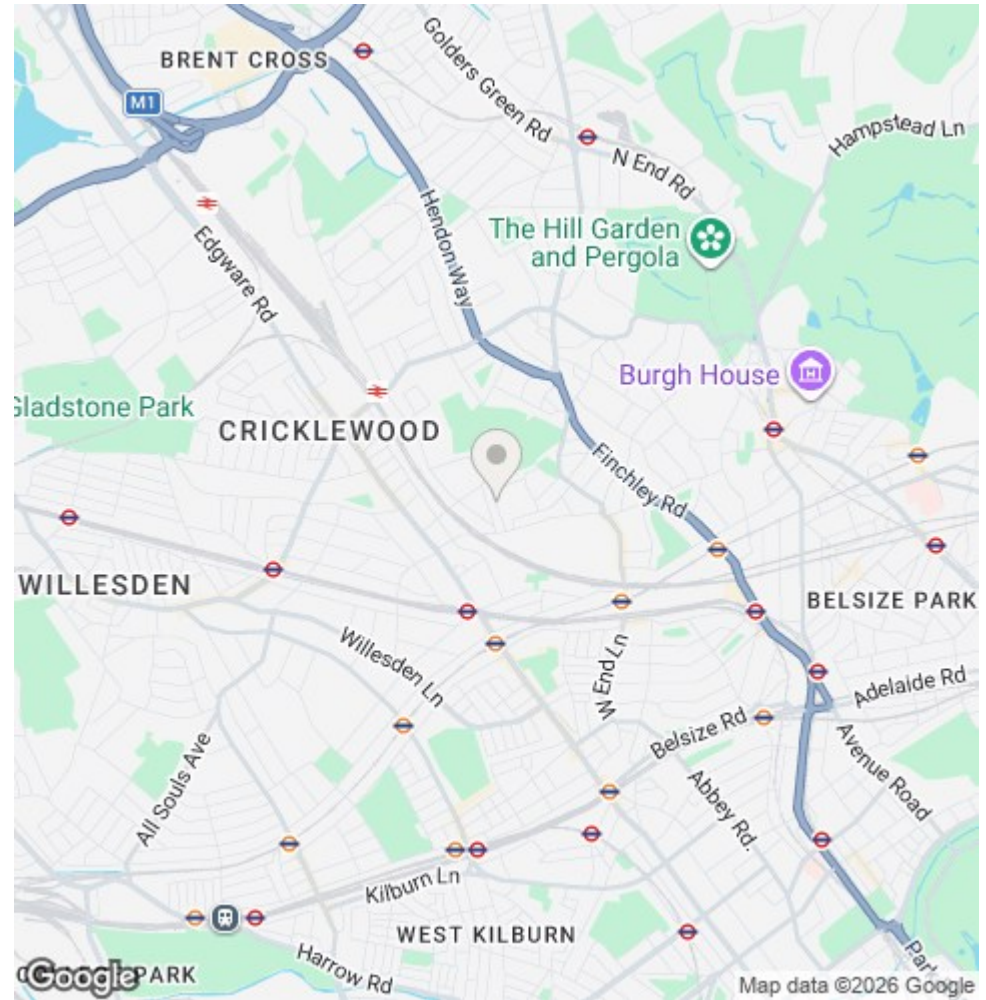 BRENT CROSS
Golders Green Rd
M1
Hampstead Ln
N End Rd
The Hill Garden
and Pergola
Hendon Way
Edgware Rd
Burgh House
Gladstone Park
CRICKLEWOOD
Finchley Rd
WILLESDEN
BELSIZE PARK
Willesden Ln
W End Ln
Adelaide Rd
Belsize Rd
Avenue Road
All Souls Ave
Abbey Rd.
Kilburn Ln
WEST KILBURN
Harrow Rd
PARK
Google
Map data ©2026 Google